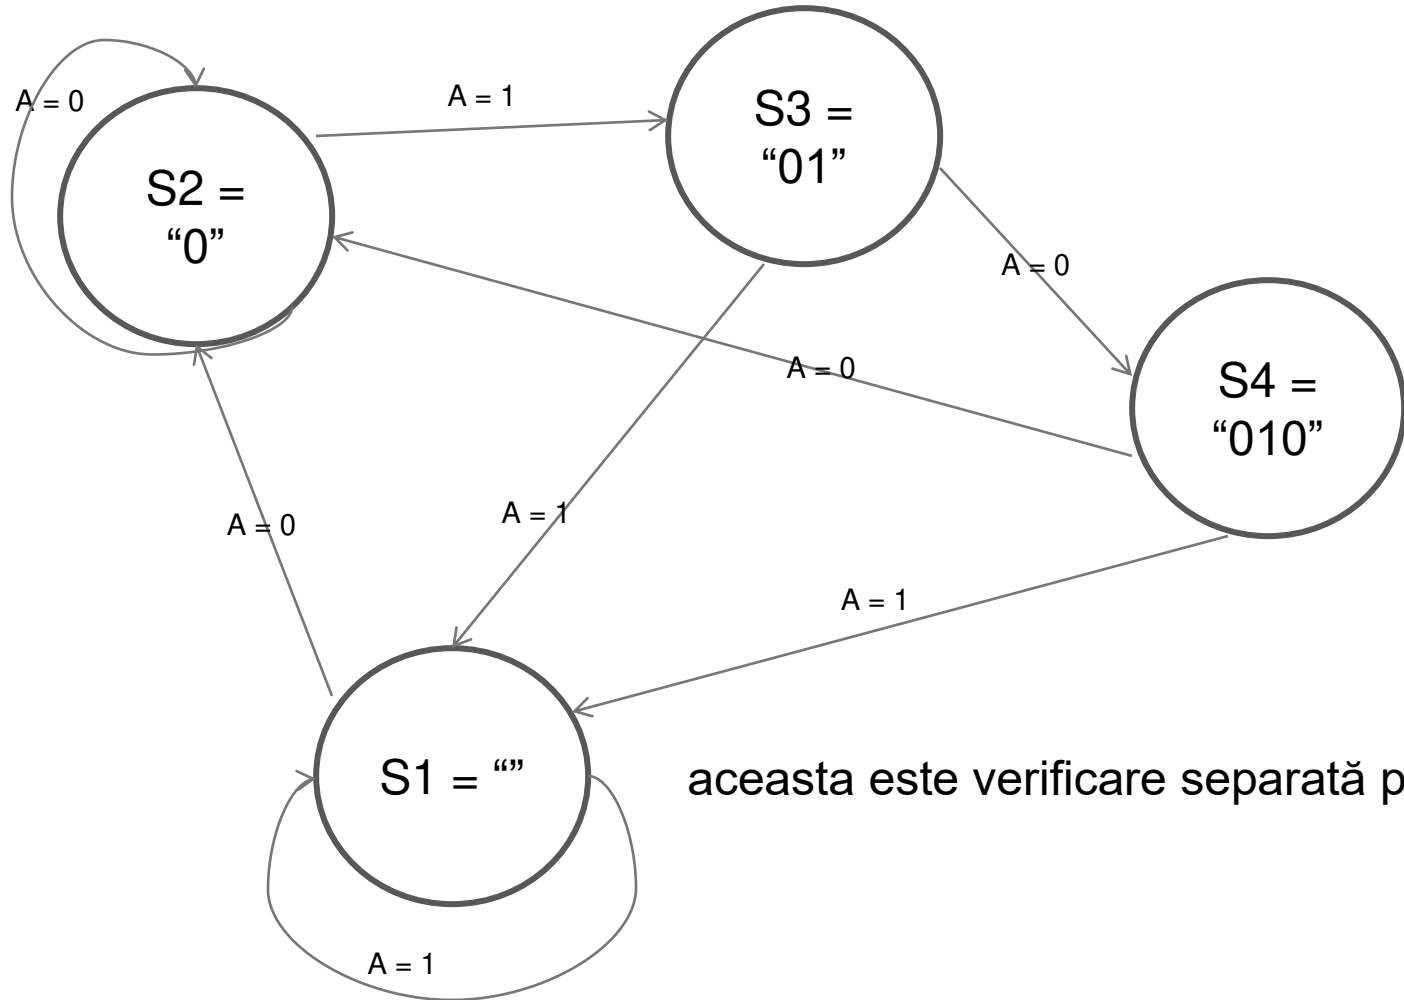 A = 0
A = 1
S3 =
“01”
S2 =
“0”
A = 0
A = 0
S4 =
“010”
A = 0
A = 1
A = 1
S1 = “”
aceasta este verificare separată p
A = 1